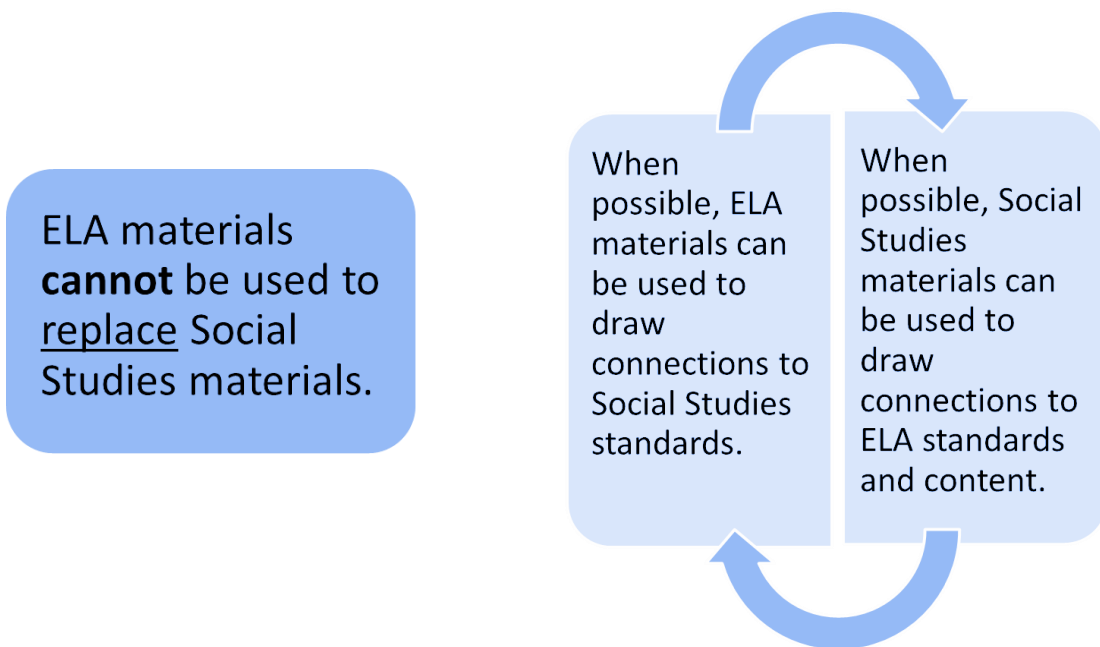 ELA materials
cannot be used to
replace Social
Studies materials.
When
possible, ELA
materials can
be used to
draw
connections to
Social Studies
standards.
When
possible, Social
Studies
materials can
be used to
draw
connections to
ELA standards
and content.